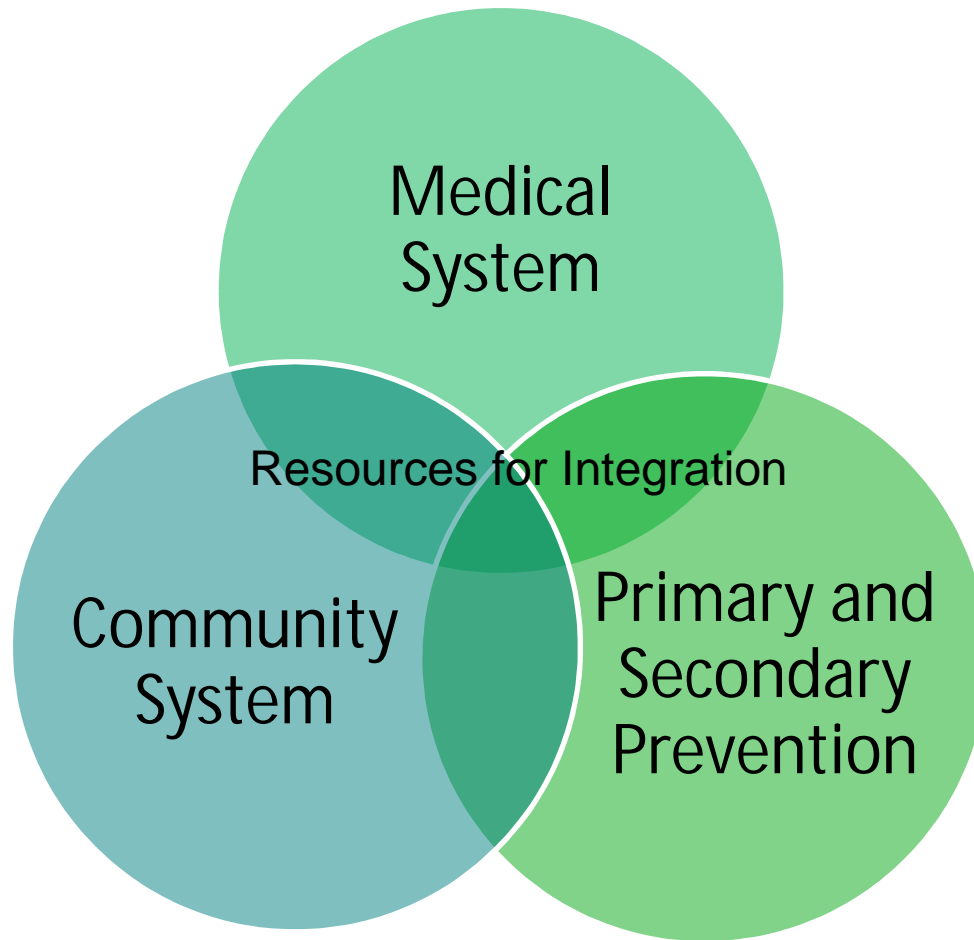 Medical
System
Resources for Integration
Community
System
Primary and
Secondary
Prevention